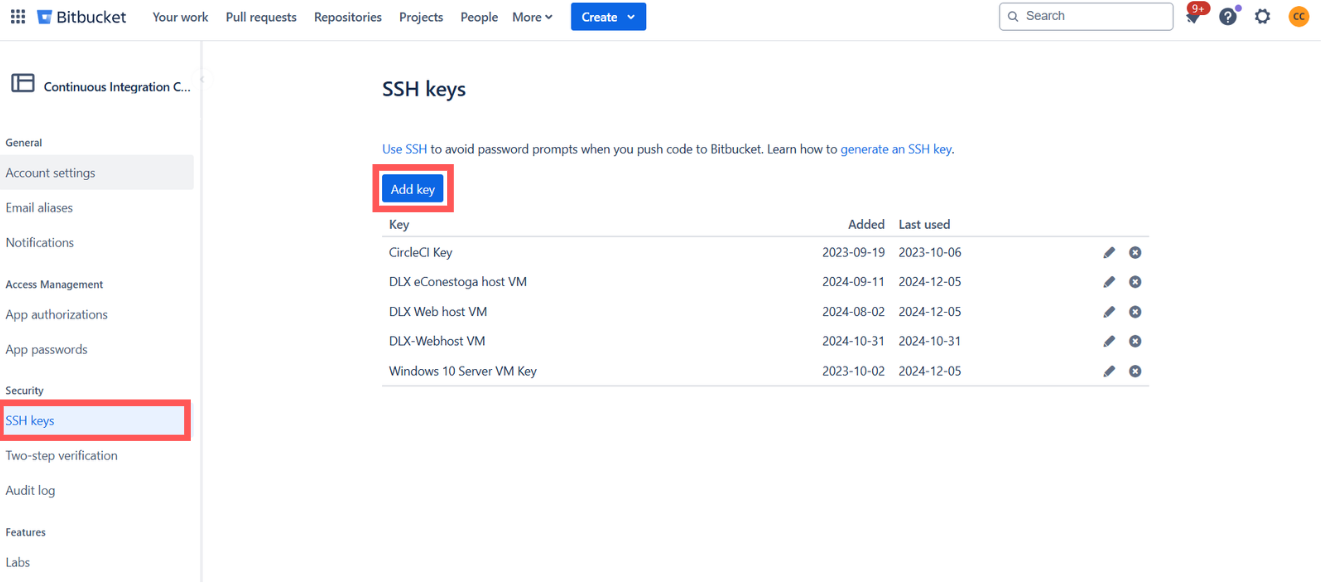 Bitbucket Your work Pull requests Repositories Projects People More Create Search 9+ ? CC
Continuous Integration C...
General
Account settings
Email aliases
Notifications
Access Management
App authorizations
App passwords
Security
SSH keys
Two-step verification
Audit log
Features
Labs
SSH keys
Use SSH to avoid password prompts when you push code to Bitbucket. Learn how to generate an SSH key.
Add key
Key Added Last used
CircleCI Key 2023-09-19 2023-10-06
DLX eConestoga host VM 2024-09-11 2024-12-05
DLX Web host VM 2024-08-02 2024-12-05
DLX-Webhost VM 2024-10-31 2024-10-31
Windows 10 Server VM Key 2023-10-02 2024-12-05